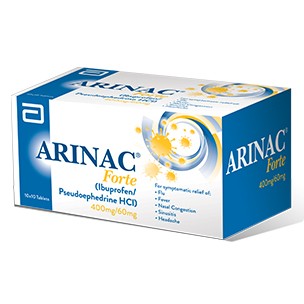 ARINAC®
Forte
(Ibuprofen/
Pseudoephedrine HCl)
400mg/60mg
10x10 Tablets
For symptomatic relief of:
• Flu
• Fever
• Nasal Congestion
• Sinusitis
• Headache
ARINAC®
Forte
400mg/60mg